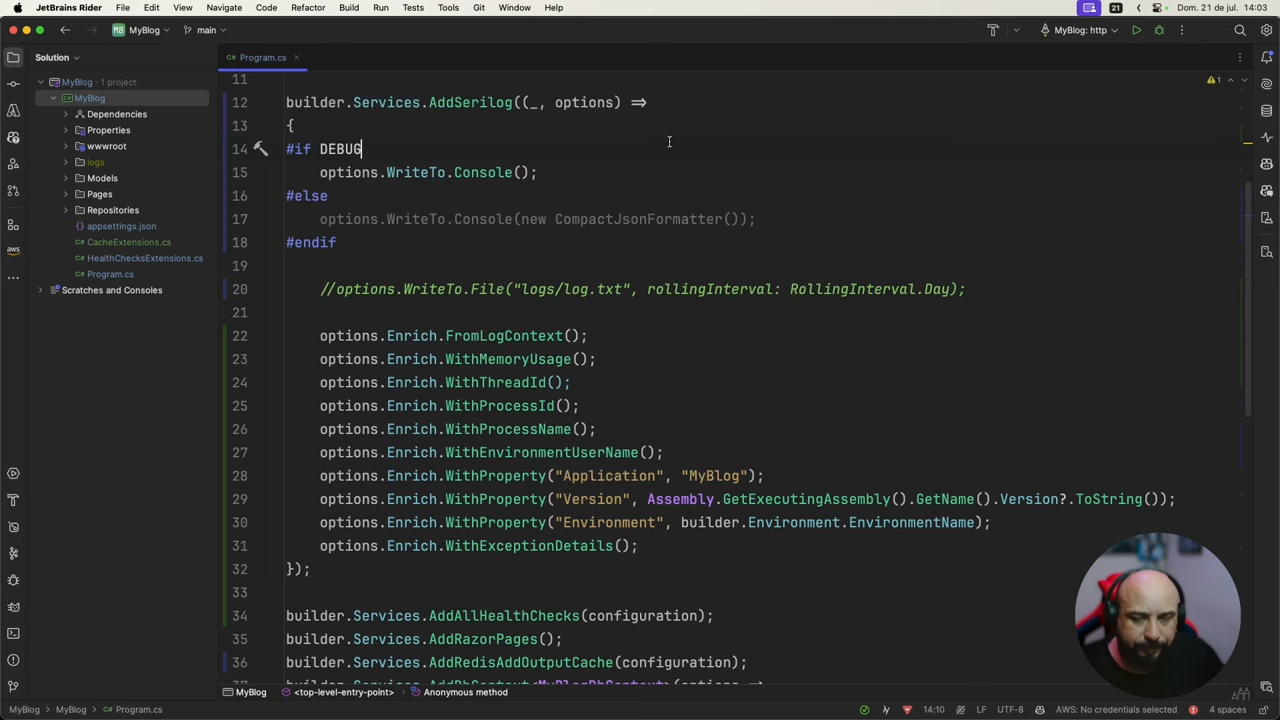 JetBrains Rider File Edit View Navigate Code Refactor Build Run Tests Tools Git Window Help 21 Dom. 21 de jul. 14:03
MB MyBlog main MyBlog: http
Solution
C# Program.cs
MyBlog 1 project
MyBlog
Dependencies
Properties
wwwroot
logs
Models
Pages
Repositories
appsettings.json
C# CacheExtensions.cs
C# HealthChecksExtensions.cs
C# Program.cs
Scratches and Consoles
aws
1
11
12 builder.Services.AddSerilog((_, options) =>
13 {
14 #if DEBUG
15 options.WriteTo.Console();
16 #else
17 options.WriteTo.Console(new CompactJsonFormatter());
18 #endif
19
20 //options.WriteTo.File("logs/log.txt", rollingInterval: RollingInterval.Day);
21
22 options.Enrich.FromLogContext();
23 options.Enrich.WithMemoryUsage();
24 options.Enrich.WithThreadId();
25 options.Enrich.WithProcessId();
26 options.Enrich.WithProcessName();
27 options.Enrich.WithEnvironmentUserName();
28 options.Enrich.WithProperty("Application", "MyBlog");
29 options.Enrich.WithProperty("Version", Assembly.GetExecutingAssembly().GetName().Version?.ToString());
30 options.Enrich.WithProperty("Environment", builder.Environment.EnvironmentName);
31 options.Enrich.WithExceptionDetails();
32 });
33
34 builder.Services.AddAllHealthChecks(configuration);
35 builder.Services.AddRazorPages();
36 builder.Services.AddRedisAddOutputCache(configuration);
builder.Services.AddDbContext<MyBlogDbContext>(options =>
MyBlog <top-level-entry-point> Anonymous method
MyBlog MyBlog C# Program.cs 14:10 LF UTF-8 AWS: No credentials selected 4 spaces